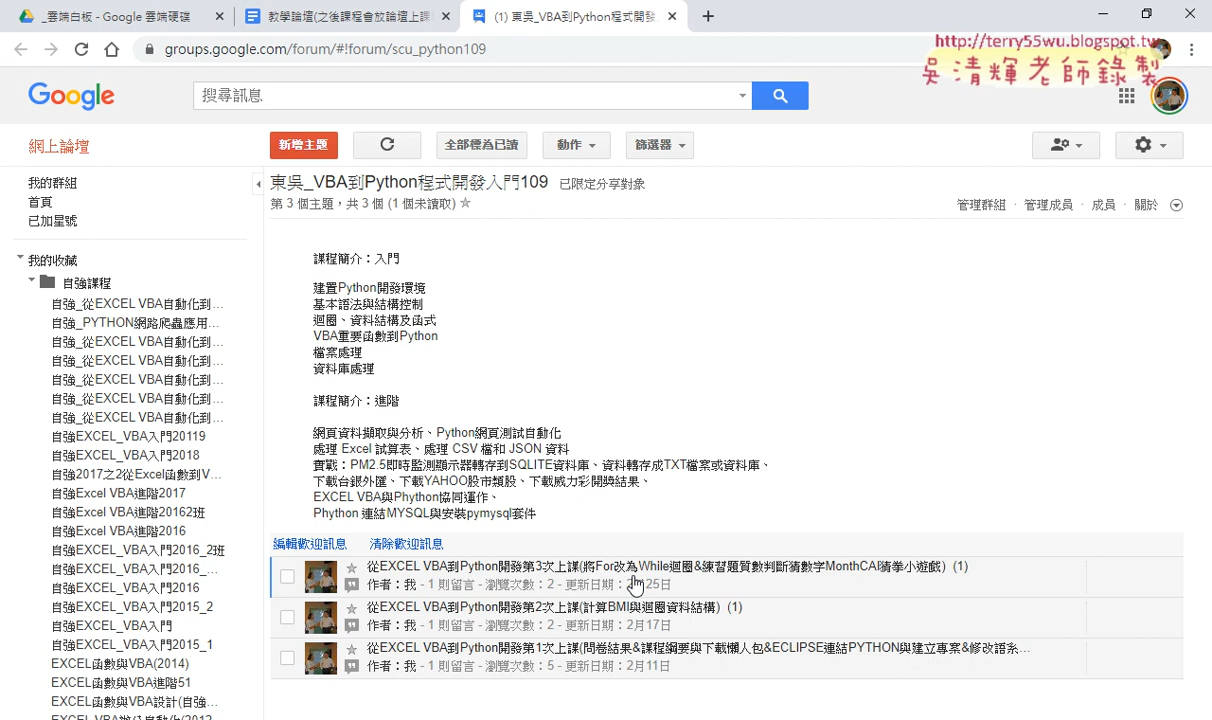 _雲端白板 - Google 雲端硬碟
教學論壇(之後課程會放論壇上課
(1) 東吳_VBA到Python程式開發
groups.google.com/forum/#!forum/scu_python109
http://terry55wu.blogspot.tw
吳清輝老師錄製
Google
搜尋訊息
網上論壇
新增主題
全部標為已讀
動作
篩選器
我的群組
首頁
已加星號
我的收藏
自強課程
自強_從EXCEL VBA自動化到…
自強_PYTHON網路爬蟲應用…
自強_從EXCEL VBA自動化到…
自強_從EXCEL VBA自動化到…
自強_從EXCEL VBA自動化到…
自強_從EXCEL VBA自動化到…
自強_從EXCEL VBA自動化到…
自強EXCEL_VBA入門20119
自強EXCEL_VBA入門2018
自強2017之2從Excel函數到V…
自強Excel VBA進階2017
自強Excel VBA進階20162班
自強Excel VBA進階2016
自強EXCEL_VBA入門2016_2班
自強EXCEL_VBA入門2016_…
自強EXCEL_VBA入門2016
自強EXCEL_VBA入門2015_2
自強EXCEL_VBA入門
自強EXCEL_VBA入門2015_1
EXCEL函數與VBA(2014)
EXCEL函數與VBA進階51
EXCEL函數與VBA設計(自強…
EXCEL VBA辦公自動化(2012
東吳_VBA到Python程式開發入門109 已限定分享對象
第 3 個主題，共 3 個 (1 個未讀取)
管理群組 · 管理成員 · 成員 · 關於
課程簡介：入門
建置Python開發環境
基本語法與結構控制
迴圈、資料結構及函式
VBA重要函數到Python
檔案處理
資料庫處理
課程簡介：進階
網頁資料擷取與分析、Python網頁測試自動化
處理 Excel 試算表、處理 CSV 檔和 JSON 資料
實戰：PM2.5即時監測顯示器轉存到SQLITE資料庫、資料轉存成TXT檔案或資料庫、
下載台銀外匯、下載YAHOO股市類股、下載威力彩開獎結果、
EXCEL VBA與Phython協同運作、
Phython 連結MYSQL與安裝pymysql套件
編輯歡迎訊息 清除歡迎訊息
從EXCEL VBA到Python開發第3次上課(將For改為While迴圈&練習題質數判斷猜數字MonthCAl猜拳小遊戲) (1)
作者：我 - 1 則留言 - 瀏覽次數：2 - 更新日期：2月25日
從EXCEL VBA到Python開發第2次上課(計算BMI與迴圈資料結構) (1)
作者：我 - 1 則留言 - 瀏覽次數：2 - 更新日期：2月17日
從EXCEL VBA到Python開發第1次上課(問卷結果&課程綱要與下載懶人包&ECLIPSE連結PYTHON與建立專案&修改語系…
作者：我 - 1 則留言 - 瀏覽次數：5 - 更新日期：2月11日